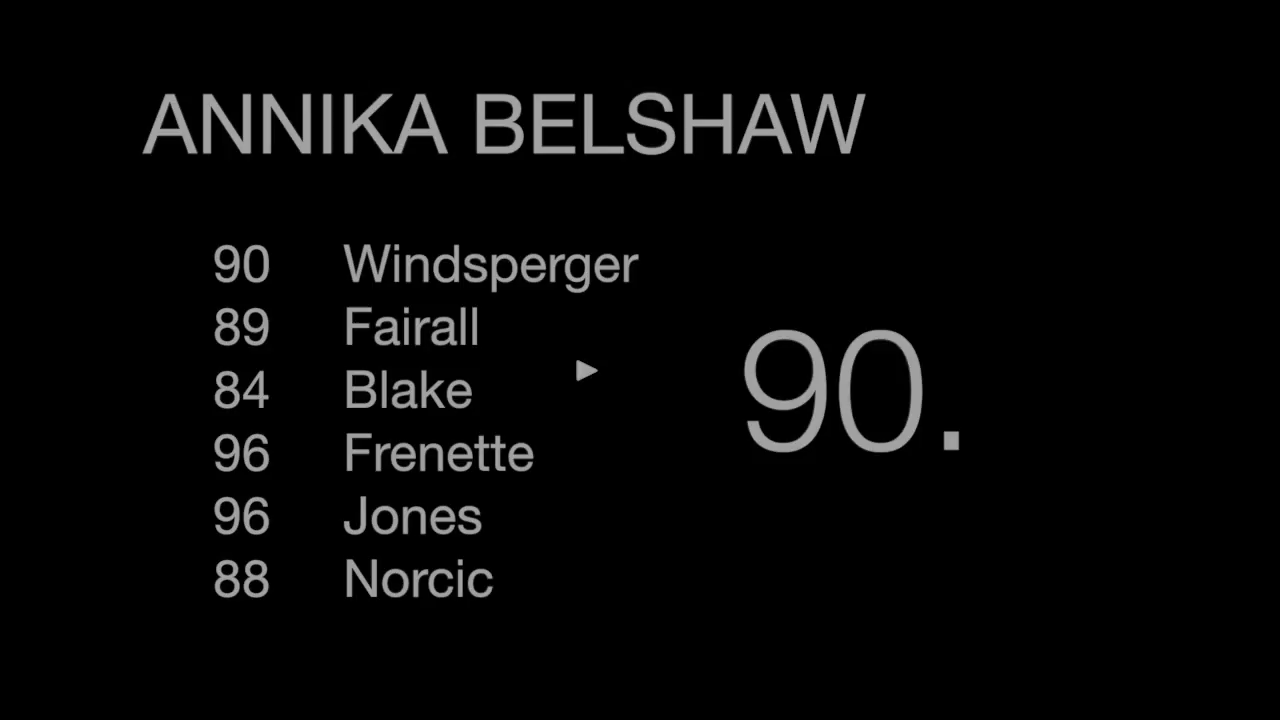 ANNIKA BELSHAW
90 Windsperger
89 Fairall
84 Blake
96 Frenette
96 Jones
88 Norcic
90.